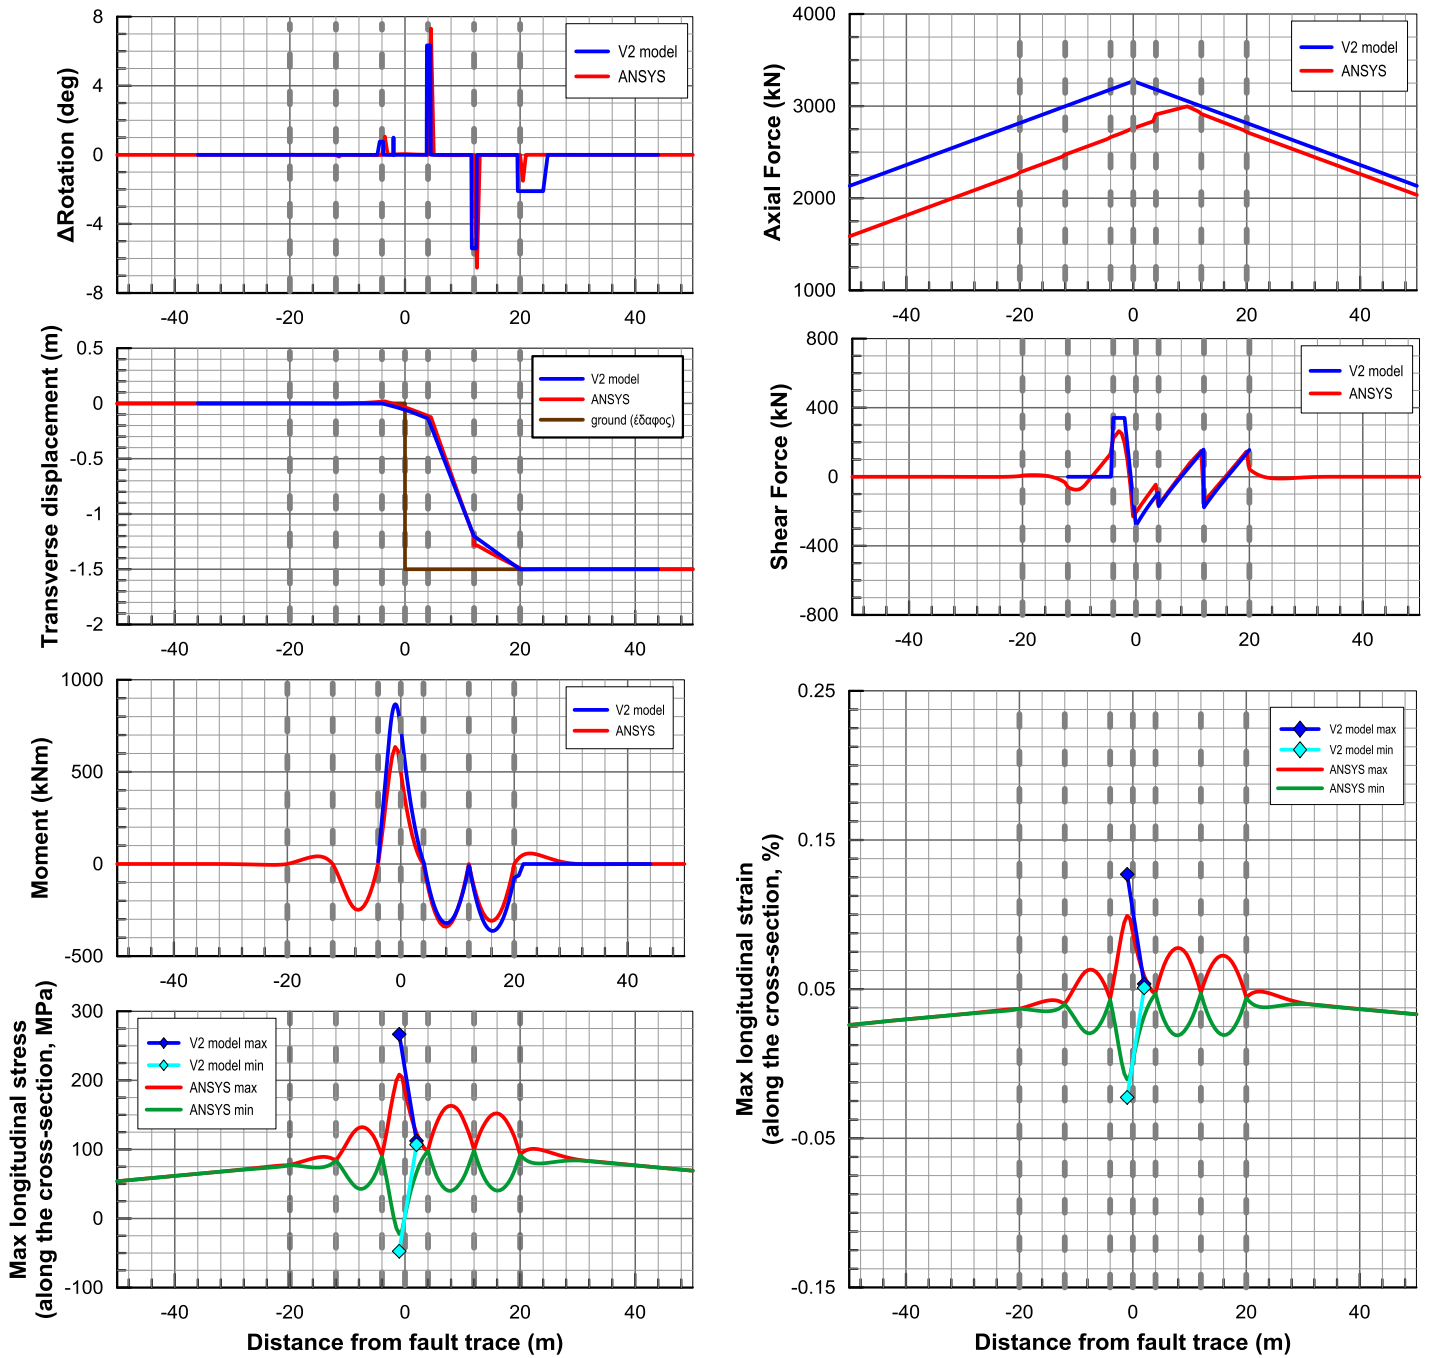 ΔRotation (deg)
8
4
0
-4
-8
-40
-20
0
20
40
V2 model
ANSYS
Axial Force (kN)
4000
3000
2000
1000
-40
-20
0
20
40
V2 model
ANSYS
Transverse displacement (m)
0.5
0
-0.5
-1
-1.5
-2
-40
-20
0
20
40
V2 model
ANSYS
ground (έδαφος)
Shear Force (kN)
800
400
0
-400
-800
-40
-20
0
20
40
V2 model
ANSYS
Moment (kNm)
1000
500
0
-500
-40
-20
0
20
40
V2 model
ANSYS
Max longitudinal stress
(along the cross-section, MPa)
300
200
100
0
-100
-40
-20
0
20
40
V2 model max
V2 model min
ANSYS max
ANSYS min
Distance from fault trace (m)
Max longitudinal strain
(along the cross-section, %)
0.25
0.15
0.05
-0.05
-0.15
-40
-20
0
20
40
V2 model max
V2 model min
ANSYS max
ANSYS min
Distance from fault trace (m)